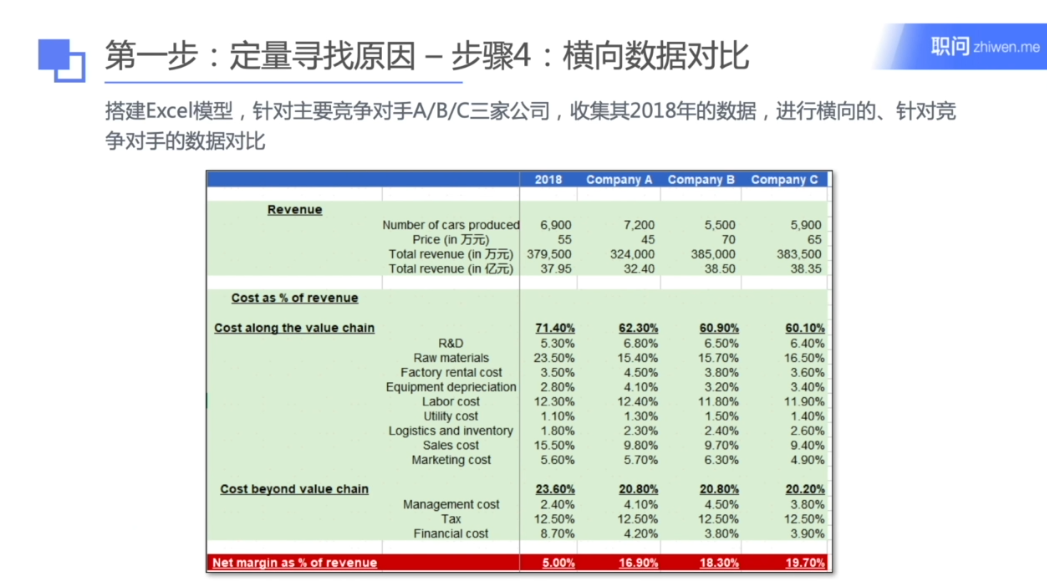 第一步：定量寻找原因 – 步骤4：横向数据对比
职问 zhiwen.me
搭建Excel模型，针对主要竞争对手A/B/C三家公司，收集其2018年的数据，进行横向的、针对竞
争对手的数据对比
2018 Company A Company B Company C
Revenue
Number of cars produced 6,900 7,200 5,500 5,900
Price (in 万元) 55 45 70 65
Total revenue (in 万元) 379,500 324,000 385,000 383,500
Total revenue (in 亿元) 37.95 32.40 38.50 38.35
Cost as % of revenue
Cost along the value chain 71.40% 62.30% 60.90% 60.10%
R&D 5.30% 6.80% 6.50% 6.40%
Raw materials 23.50% 15.40% 15.70% 16.50%
Factory rental cost 3.50% 4.50% 3.80% 3.60%
Equipment depreciation 2.80% 4.10% 3.20% 3.40%
Labor cost 12.30% 12.40% 11.80% 11.90%
Utility cost 1.10% 1.30% 1.50% 1.40%
Logistics and inventory 1.80% 2.30% 2.40% 2.60%
Sales cost 15.50% 9.80% 9.70% 9.40%
Marketing cost 5.60% 5.70% 6.30% 4.90%
Cost beyond value chain 23.60% 20.80% 20.80% 20.20%
Management cost 2.40% 4.10% 4.50% 3.80%
Tax 12.50% 12.50% 12.50% 12.50%
Financial cost 8.70% 4.20% 3.80% 3.90%
Net margin as % of revenue 5.00% 16.90% 18.30% 19.70%